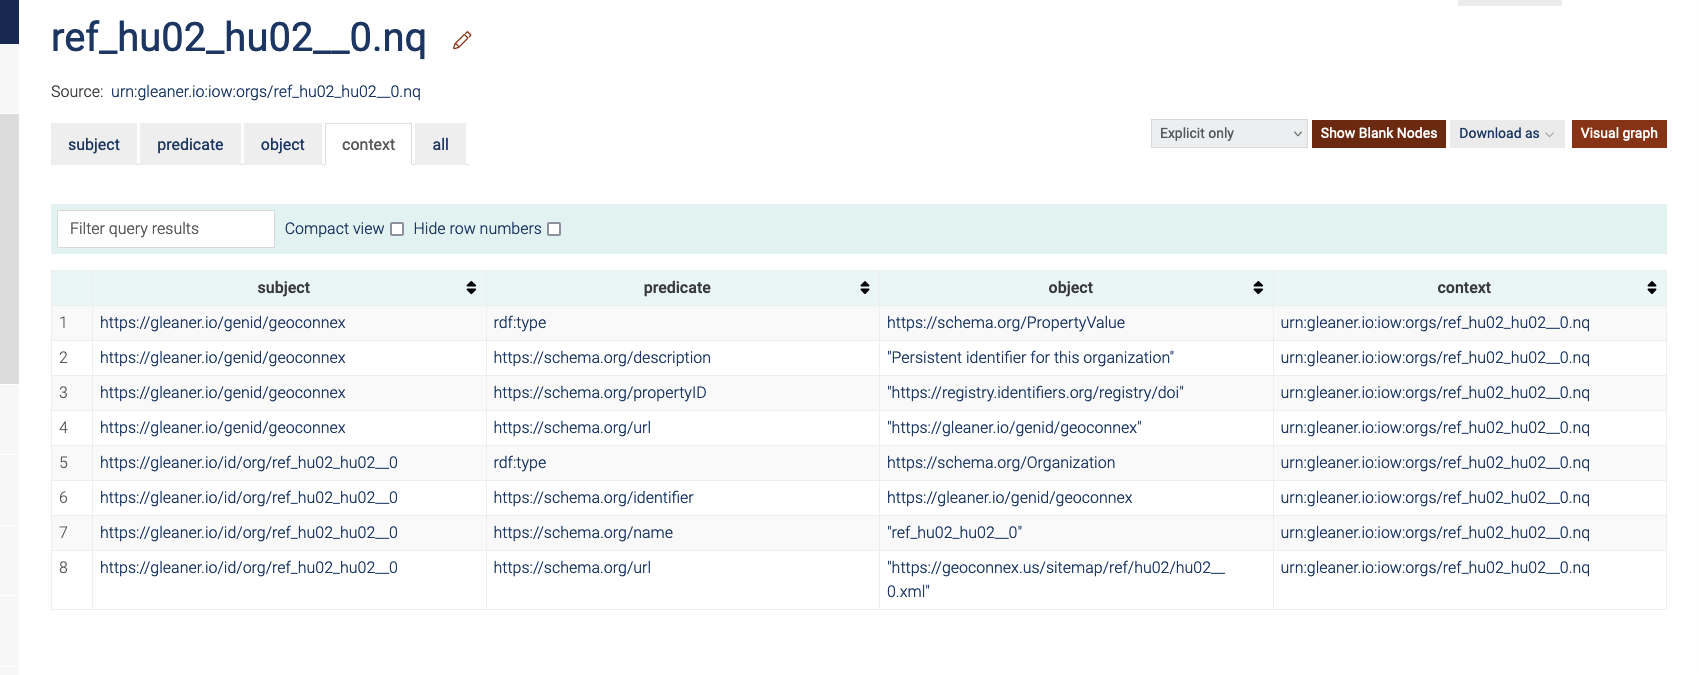 ref_hu02_hu02__0.nq
Source: urn:gleaner.io:iow:orgs/ref_hu02_hu02__0.nq
subject predicate object context all
Explicit only Show Blank Nodes Download as Visual graph
Filter query results Compact view Hide row numbers
subject predicate object context
1 https://gleaner.io/genid/geoconnex rdf:type https://schema.org/PropertyValue urn:gleaner.io:iow:orgs/ref_hu02_hu02__0.nq
2 https://gleaner.io/genid/geoconnex https://schema.org/description "Persistent identifier for this organization" urn:gleaner.io:iow:orgs/ref_hu02_hu02__0.nq
3 https://gleaner.io/genid/geoconnex https://schema.org/propertyID "https://registry.identifiers.org/registry/doi" urn:gleaner.io:iow:orgs/ref_hu02_hu02__0.nq
4 https://gleaner.io/genid/geoconnex https://schema.org/url "https://gleaner.io/genid/geoconnex" urn:gleaner.io:iow:orgs/ref_hu02_hu02__0.nq
5 https://gleaner.io/id/org/ref_hu02_hu02__0 rdf:type https://schema.org/Organization urn:gleaner.io:iow:orgs/ref_hu02_hu02__0.nq
6 https://gleaner.io/id/org/ref_hu02_hu02__0 https://schema.org/identifier https://gleaner.io/genid/geoconnex urn:gleaner.io:iow:orgs/ref_hu02_hu02__0.nq
7 https://gleaner.io/id/org/ref_hu02_hu02__0 https://schema.org/name "ref_hu02_hu02__0" urn:gleaner.io:iow:orgs/ref_hu02_hu02__0.nq
8 https://gleaner.io/id/org/ref_hu02_hu02__0 https://schema.org/url "https://geoconnex.us/sitemap/ref/hu02/hu02__ urn:gleaner.io:iow:orgs/ref_hu02_hu02__0.nq
0.xml"